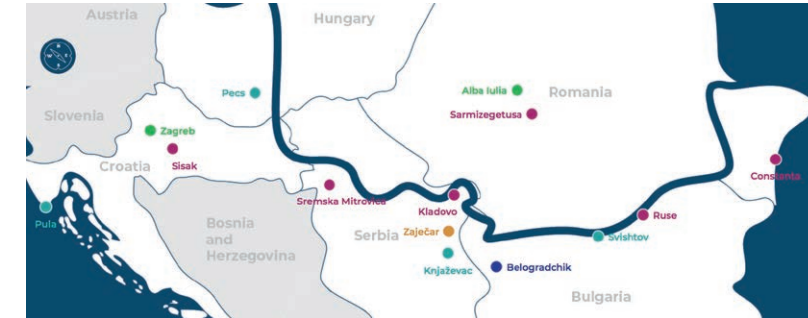 Austria
Hungary
N
W
E
S
Pecs
Alba Iulia
Romania
Sarmizegetusa
Slovenia
Zagreb
Croatia
Sisak
Constanta
Sremska Mitrovica
Kladovo
Ruse
Pula
Bosnia
and
Herzegovina
Serbia
Zaječar
Svishtov
Knjaževac
Belogradchik
Bulgaria